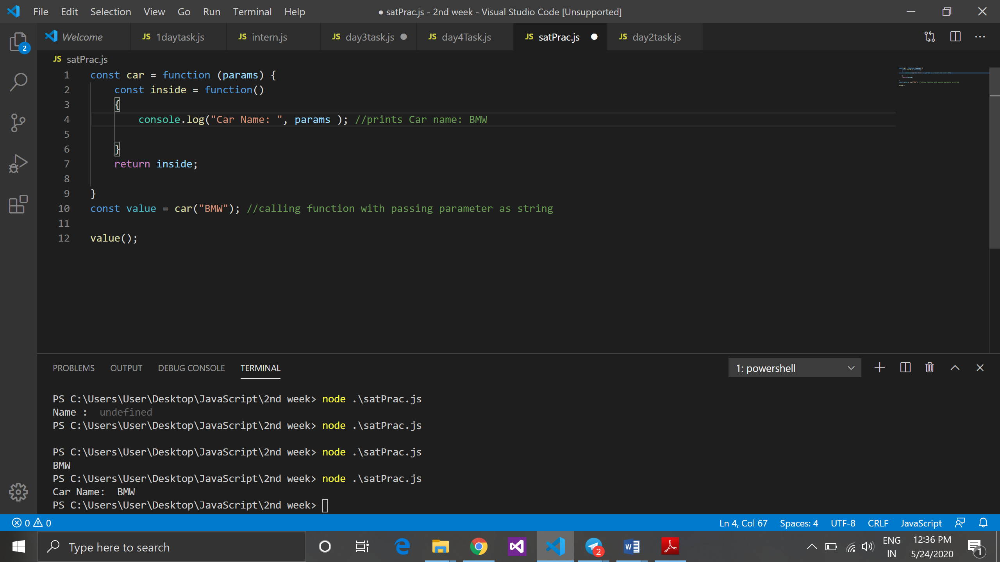 File Edit Selection View Go Run Terminal Help ● satPrac.js - 2nd week - Visual Studio Code [Unsupported]
Welcome JS 1daytask.js JS intern.js JS day3task.js JS day4Task.js JS satPrac.js JS day2task.js
2
JS satPrac.js
1 const car = function (params) {
2 const inside = function()
3 {
4 console.log("Car Name: ", params ); //prints Car name: BMW
5
6 }
7 return inside;
8
9 }
10 const value = car("BMW"); //calling function with passing parameter as string
11
12 value();
PROBLEMS OUTPUT DEBUG CONSOLE TERMINAL 1: powershell
PS C:\Users\User\Desktop\JavaScript\2nd week> node .\satPrac.js
Name :  undefined
PS C:\Users\User\Desktop\JavaScript\2nd week> node .\satPrac.js
PS C:\Users\User\Desktop\JavaScript\2nd week> node .\satPrac.js
BMW
PS C:\Users\User\Desktop\JavaScript\2nd week> node .\satPrac.js
Car Name:  BMW
PS C:\Users\User\Desktop\JavaScript\2nd week>
0 0 Ln 4, Col 67 Spaces: 4 UTF-8 CRLF JavaScript
Type here to search 2 ENG 12:36 PM
IN 5/24/2020 1